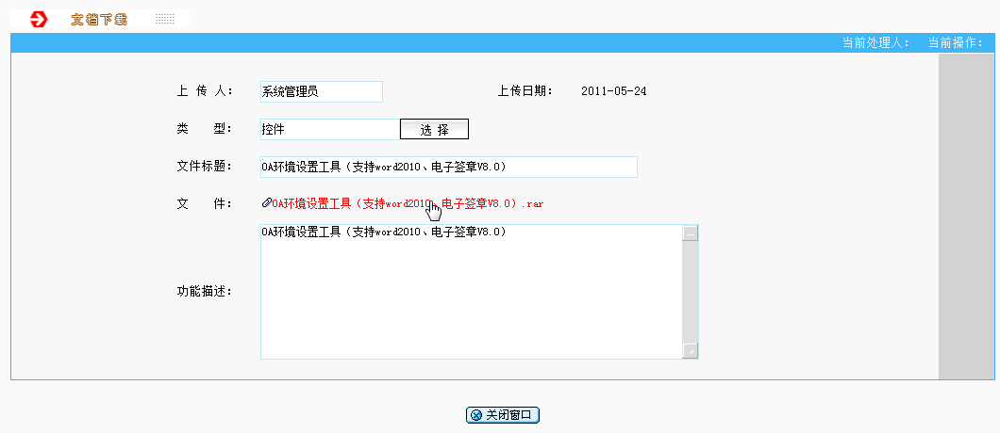 文档下载
当前处理人： 当前操作：
上 传 人： 系统管理员 上传日期： 2011-05-24
类 型： 控件 选 择
文件标题： OA环境设置工具（支持word2010、电子签章V8.0）
文 件： OA环境设置工具（支持word2010、电子签章V8.0）.rar
OA环境设置工具（支持word2010、电子签章V8.0）
功能描述：
关闭窗口